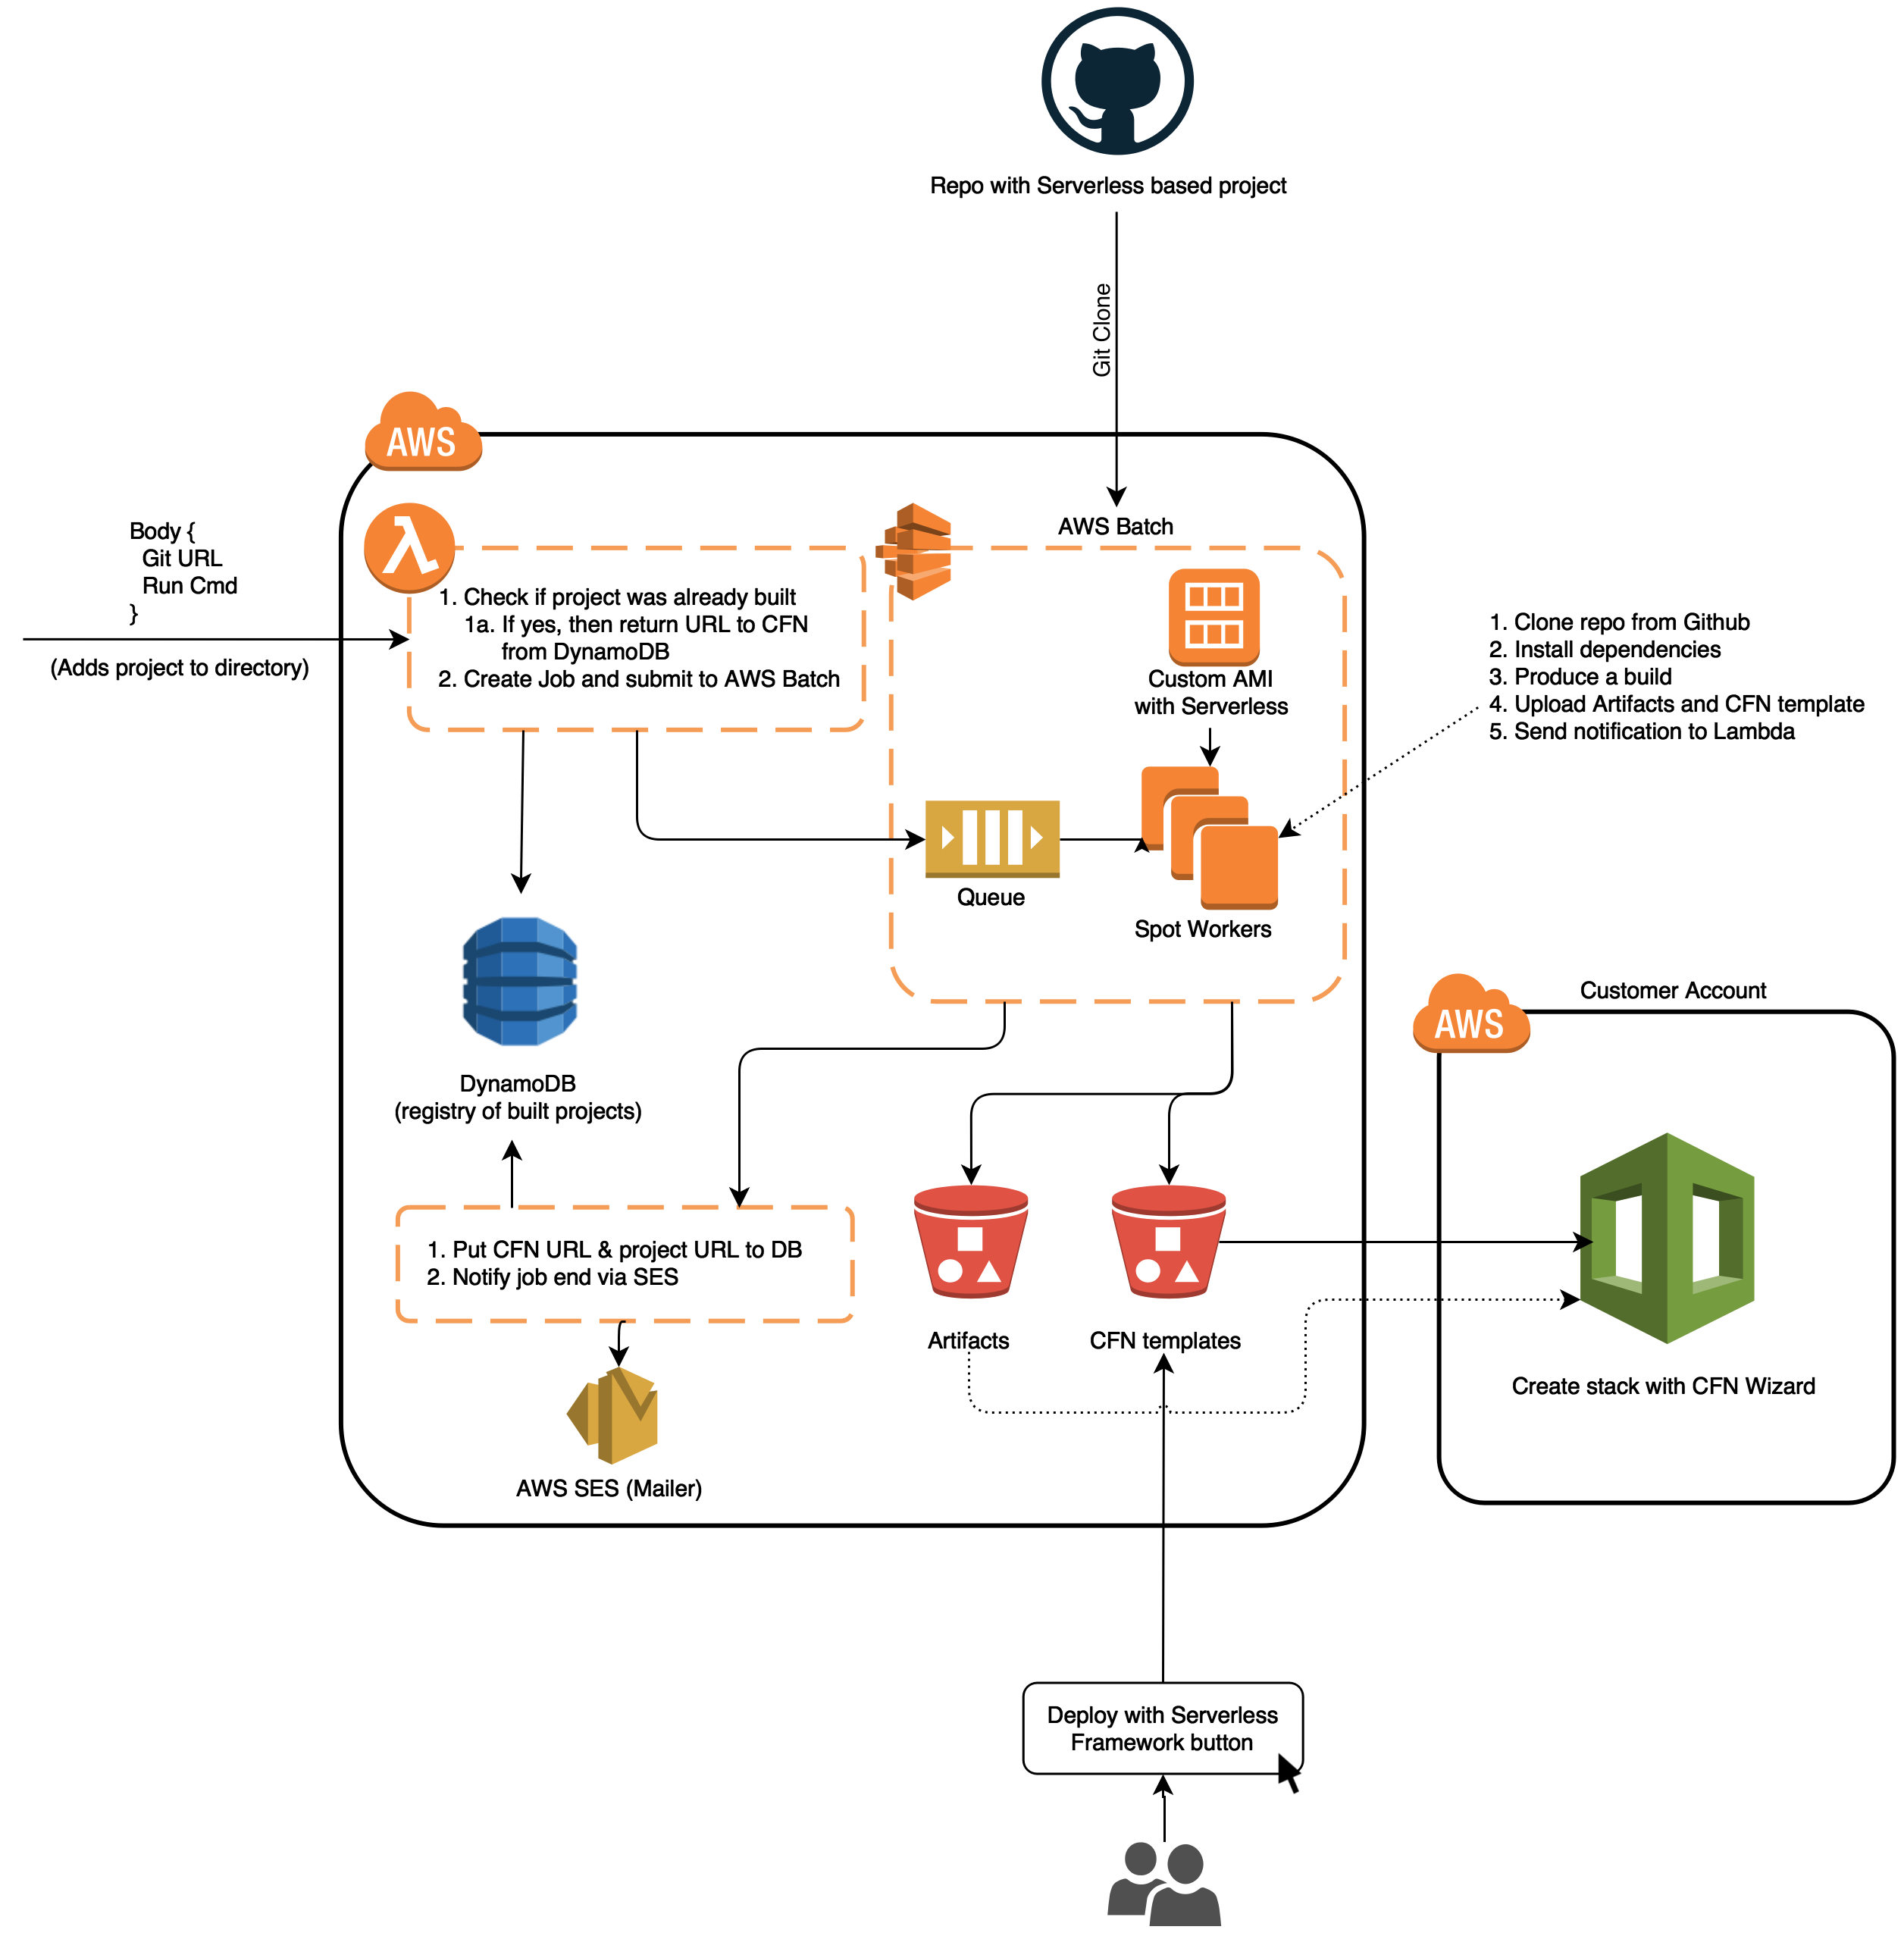 Repo with Serverless based project
Git Clone
AWS
Body {
Git URL
Run Cmd
}
(Adds project to directory)
1. Check if project was already built
1a. If yes, then return URL to CFN
from DynamoDB
2. Create Job and submit to AWS Batch
AWS Batch
Custom AMI
with Serverless
1. Clone repo from Github
2. Install dependencies
3. Produce a build
4. Upload Artifacts and CFN template
5. Send notification to Lambda
Queue
Spot Workers
DynamoDB
(registry of built projects)
AWS
Customer Account
1. Put CFN URL & project URL to DB
2. Notify job end via SES
Artifacts
CFN templates
Create stack with CFN Wizard
AWS SES (Mailer)
Deploy with Serverless
Framework button